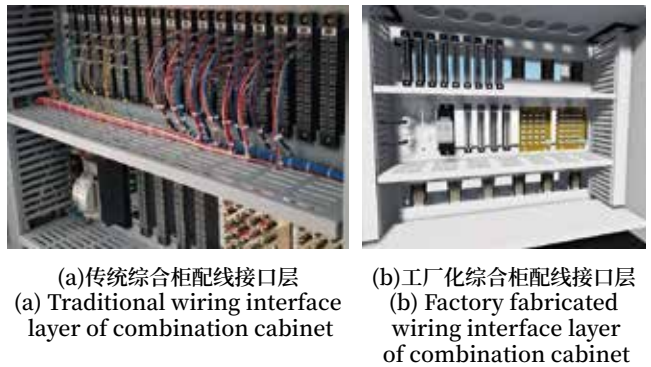 (a)传统综合柜配线接口层
(a) Traditional wiring interface
layer of combination cabinet
(b)工厂化综合柜配线接口层
(b) Factory fabricated
wiring interface layer
of combination cabinet